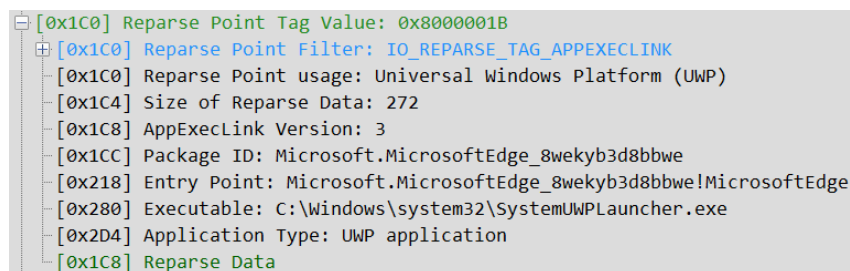 [0x1C0] Reparse Point Tag Value: 0x8000001B
[0x1C0] Reparse Point Filter: IO_REPARSE_TAG_APPEXECLINK
[0x1C0] Reparse Point usage: Universal Windows Platform (UWP)
[0x1C4] Size of Reparse Data: 272
[0x1C8] AppExecLink Version: 3
[0x1CC] Package ID: Microsoft.MicrosoftEdge_8wekyb3d8bbwe
[0x218] Entry Point: Microsoft.MicrosoftEdge_8wekyb3d8bbwe!MicrosoftEdge
[0x280] Executable: C:\Windows\system32\SystemUWPLauncher.exe
[0x2D4] Application Type: UWP application
[0x1C8] Reparse Data